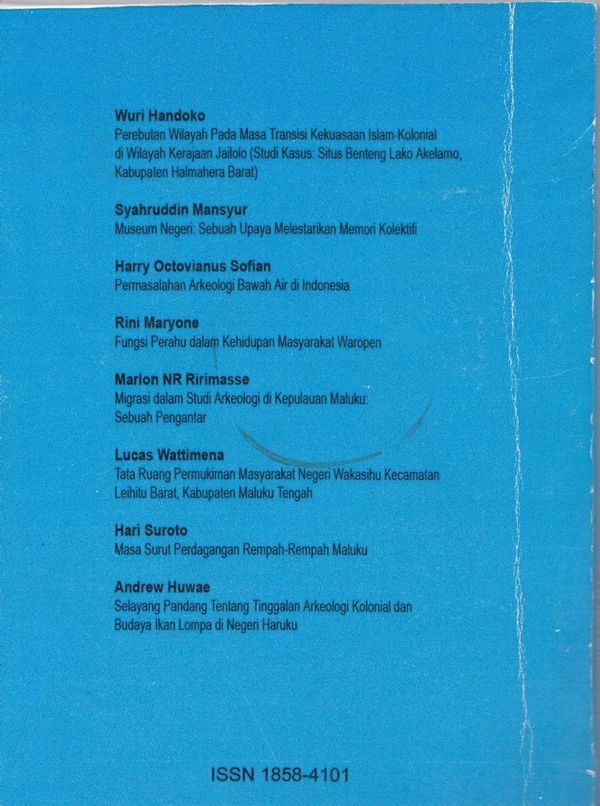 Wuri Handoko
Perebutan Wilayah Pada Masa Transisi Kekuasaan Islam-Kolonial
di Wilayah Kerajaan Jailolo (Studi Kasus: Situs Benteng Lako Akelamo,
Kabupaten Halmahera Barat)
Syahruddin Mansyur
Museum Negeri: Sebuah Upaya Melestarikan Memori Kolektifi
Harry Octovianus Sofian
Permasalahan Arkeologi Bawah Air di Indonesia
Rini Maryone
Fungsi Perahu dalam Kehidupan Masyarakat Waropen
Marlon NR Ririmasse
Migrasi dalam Studi Arkeologi di Kepulauan Maluku:
Sebuah Pengantar
Lucas Wattimena
Tata Ruang Permukiman Masyarakat Negeri Wakasihu Kecamatan
Leihitu Barat, Kabupaten Maluku Tengah
Hari Suroto
Masa Surut Perdagangan Rempah-Rempah Maluku
Andrew Huwae
Selayang Pandang Tentang Tinggalan Arkeologi Kolonial dan
Budaya Ikan Lompa di Negeri Haruku
ISSN 1858-4101